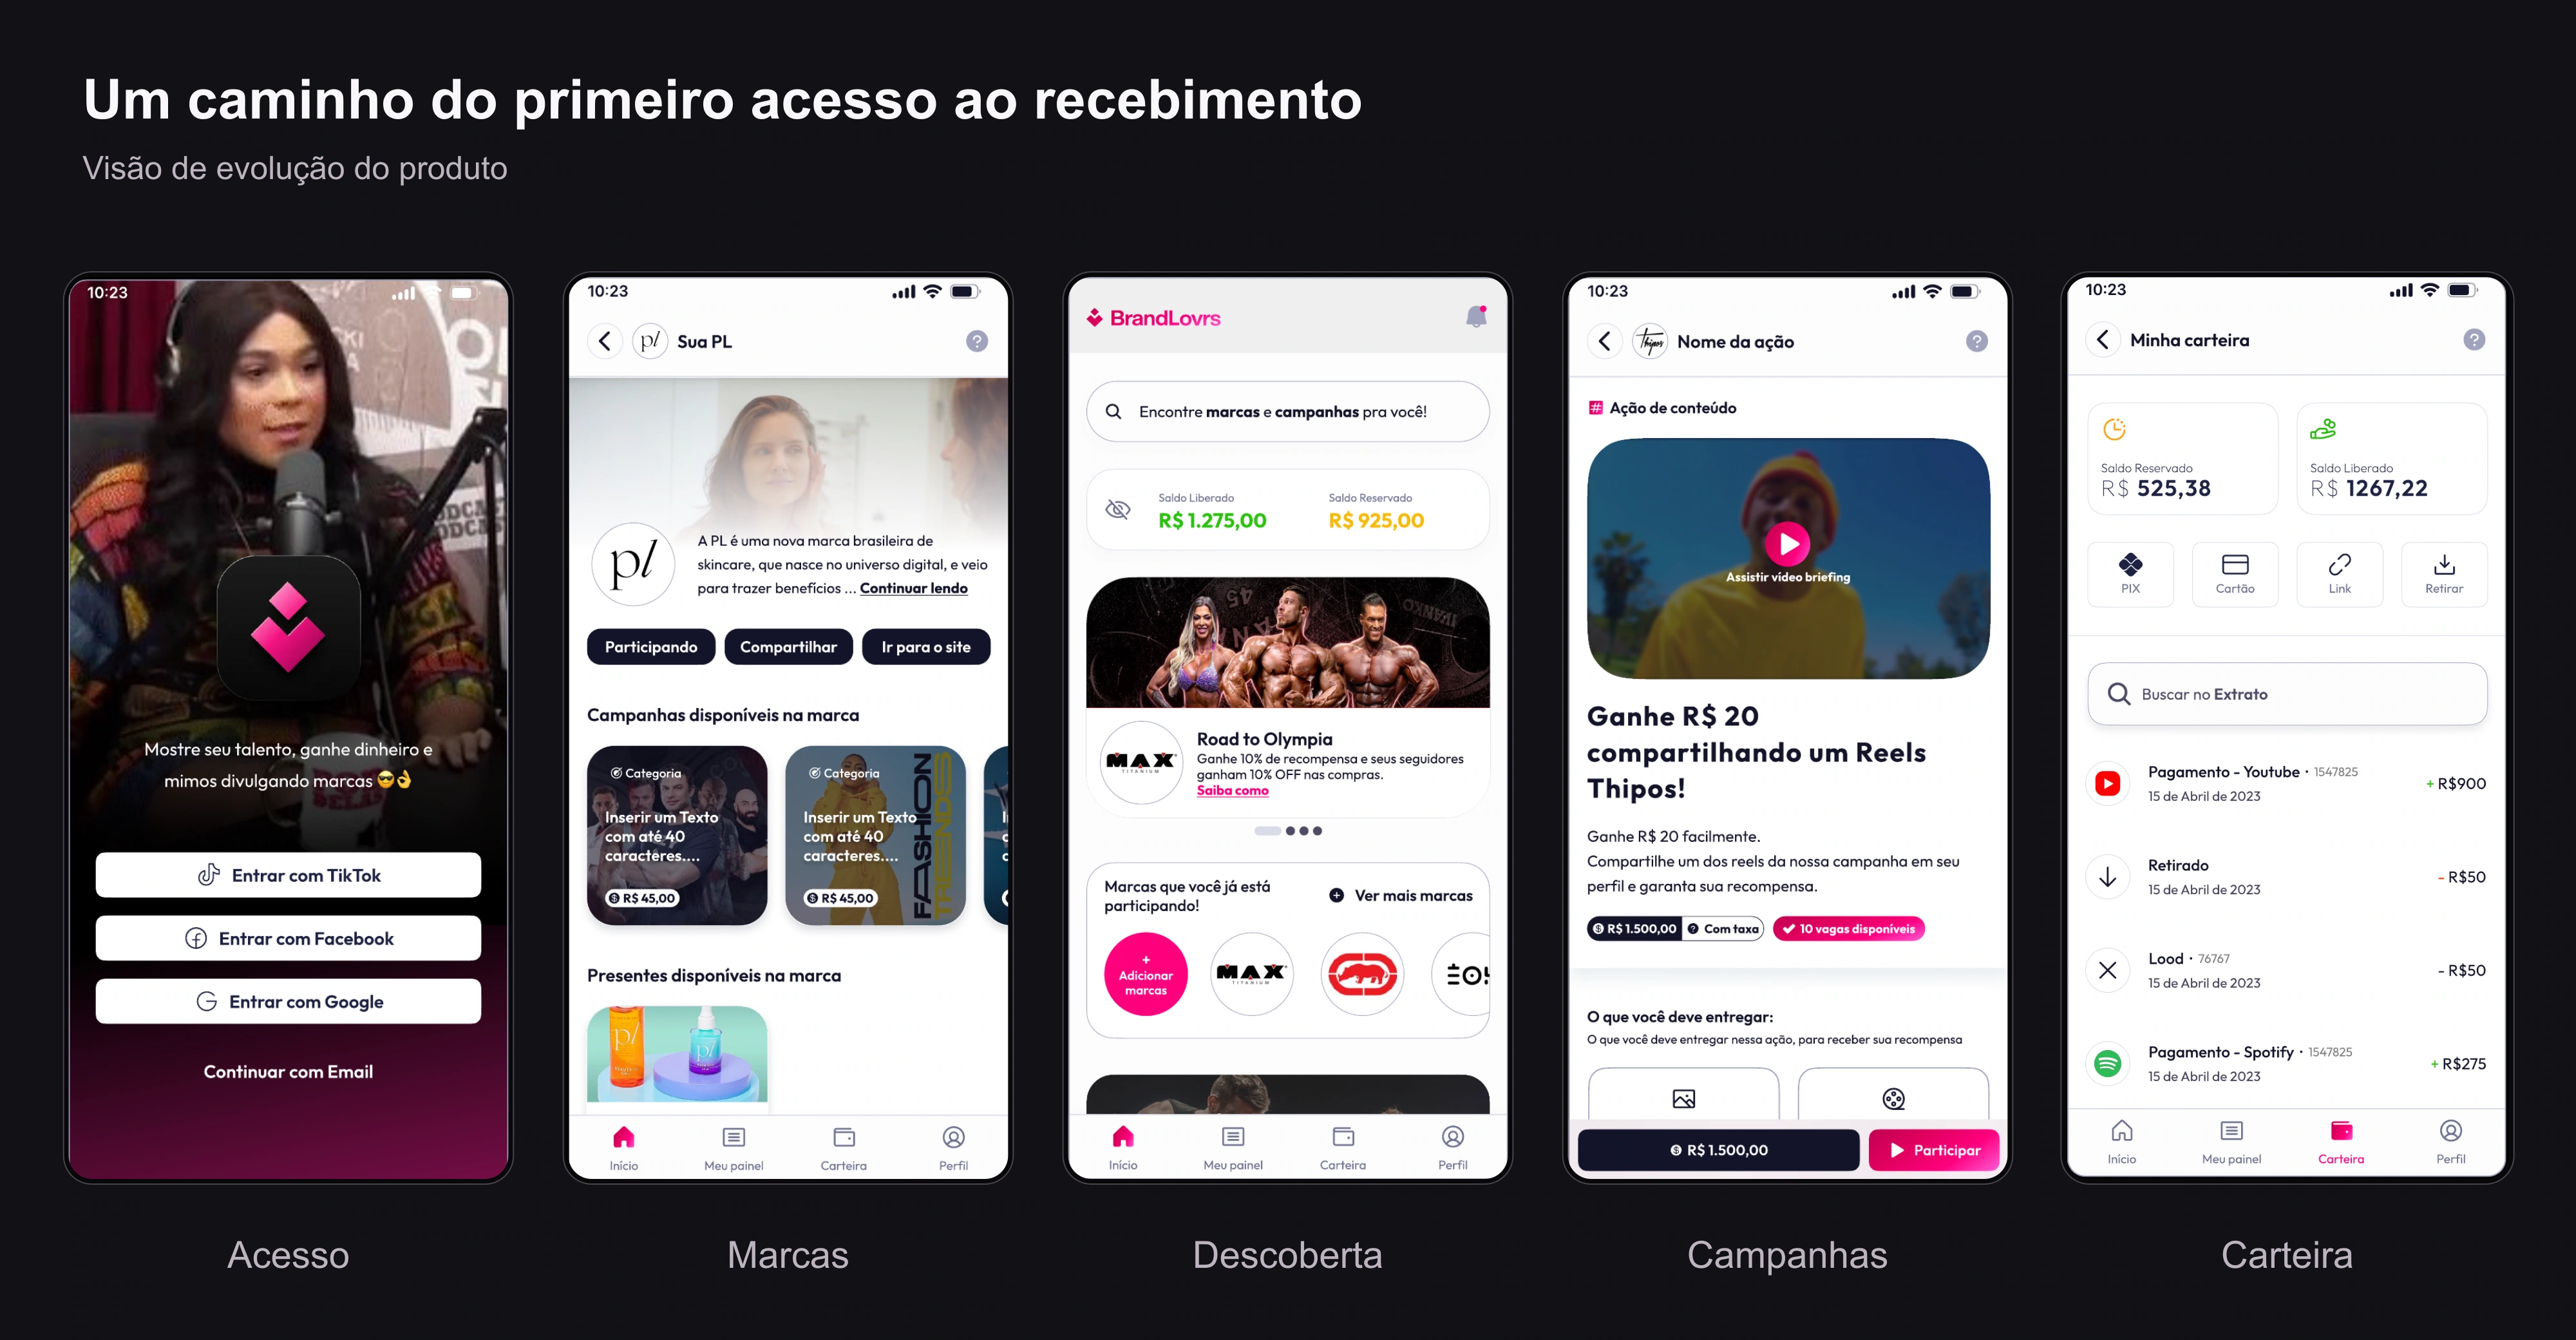 Um caminho do primeiro acesso ao recebimento
Visão de evolução do produto
10:23
Mostre seu talento, ganhe dinheiro e
mimos divulgando marcas 😎👌
Entrar com TikTok
Entrar com Facebook
Entrar com Google
Continuar com Email
Acesso
10:23
pl Sua PL
?
pl
A PL é uma nova marca brasileira de
skincare, que nasce no universo digital, e veio
para trazer benefícios ... Continuar lendo
Participando
Compartilhar
Ir para o site
Campanhas disponíveis na marca
Categoria
Inserir um Texto
com até 40
caracteres....
R$ 45,00
Categoria
Inserir um Texto
com até 40
caracteres....
R$ 45,00
FASHION
TRENDS
Presentes disponíveis na marca
pl
pl
Início
Meu painel
Carteira
Perfil
Marcas
BrandLovrs
Encontre marcas e campanhas pra você!
Saldo Liberado
R$ 1.275,00
Saldo Reservado
R$ 925,00
45
MAX
TITANIUM
Road to Olympia
Ganhe 10% de recompensa e seus seguidores
ganham 10% OFF nas compras.
Saiba como
Marcas que você já está
participando!
Ver mais marcas
+
Adicionar
marcas
MAX
TITANIUM
Início
Meu painel
Carteira
Perfil
Descoberta
10:23
Thipos Nome da ação
?
# Ação de conteúdo
Assistir vídeo briefing
Ganhe R$ 20
compartilhando um Reels
Thipos!
Ganhe R$ 20 facilmente.
Compartilhe um dos reels da nossa campanha em seu
perfil e garanta sua recompensa.
R$ 1.500,00
? Com taxa
10 vagas disponíveis
O que você deve entregar:
O que você deve entregar nessa ação, para receber sua recompensa
R$ 1.500,00
Participar
Campanhas
10:23
Minha carteira
?
Saldo Reservado
R$ 525,38
Saldo Liberado
R$ 1267,22
PIX
Cartão
Link
Retirar
Buscar no Extrato
Pagamento - Youtube · 1547825
15 de Abril de 2023
+ R$900
Retirado
15 de Abril de 2023
- R$50
Lood · 76767
15 de Abril de 2023
- R$50
Pagamento - Spotify · 1547825
15 de Abril de 2023
+ R$275
Início
Meu painel
Carteira
Perfil
Carteira